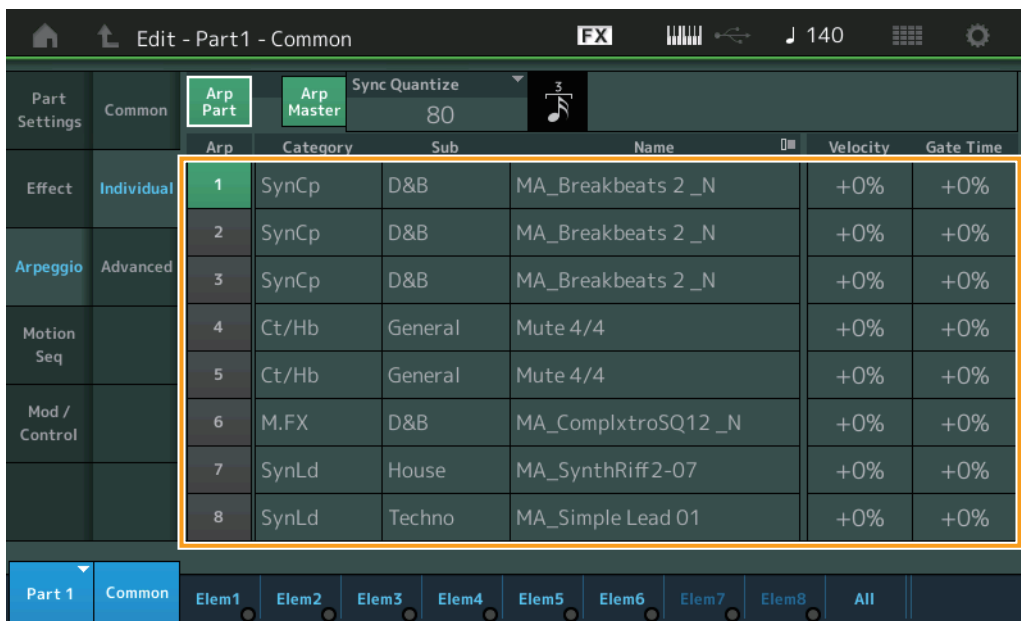 Edit - Part1 - Common
FX
♩ 140
Part Settings
Common
Arp Part
Arp Master
Sync Quantize
80
3
Arp
Category
Sub
Name
Velocity
Gate Time
Effect
Individual
1 SynCp D&B MA_Breakbeats 2 _N +0% +0%
2 SynCp D&B MA_Breakbeats 2 _N +0% +0%
Arpeggio
Advanced
3 SynCp D&B MA_Breakbeats 2 _N +0% +0%
Motion Seq
4 Ct/Hb General Mute 4/4 +0% +0%
5 Ct/Hb General Mute 4/4 +0% +0%
Mod / Control
6 M.FX D&B MA_ComplxtroSQ12 _N +0% +0%
7 SynLd House MA_SynthRiff2-07 +0% +0%
8 SynLd Techno MA_Simple Lead 01 +0% +0%
Part 1
Common
Elem1
Elem2
Elem3
Elem4
Elem5
Elem6
Elem7
Elem8
All